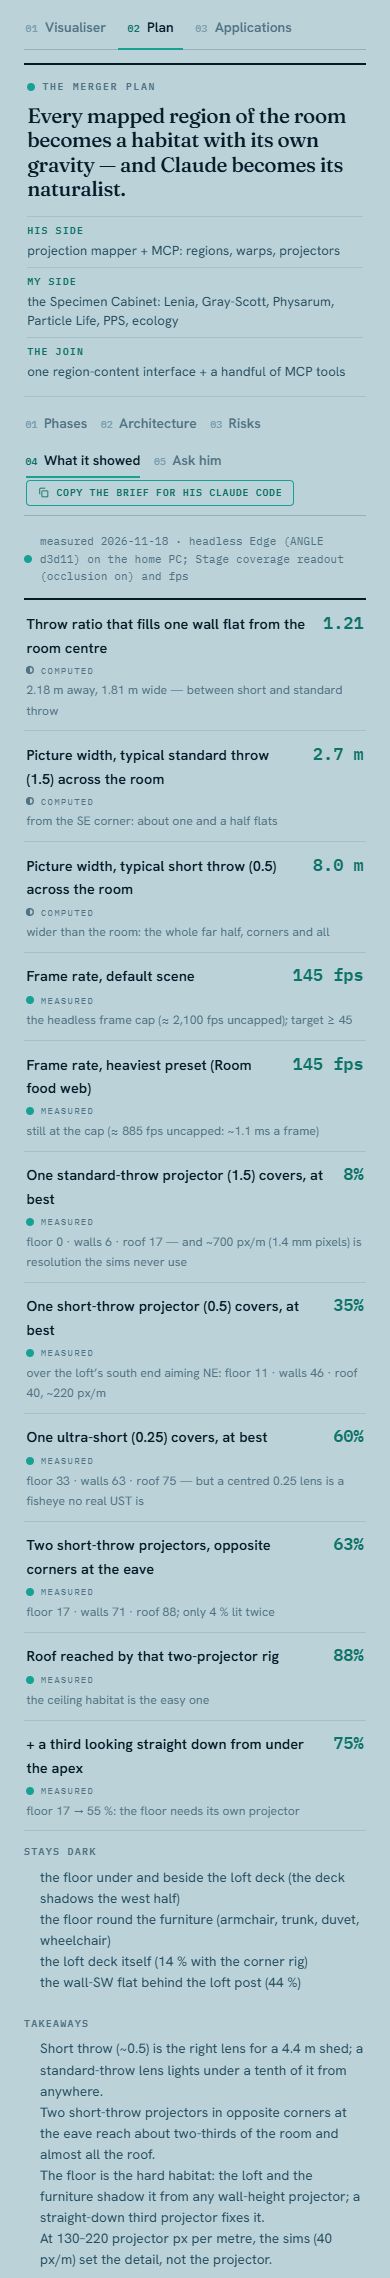 01 Visualiser 02 Plan 03 Applications
THE MERGER PLAN
Every mapped region of the room
becomes a habitat with its own
gravity — and Claude becomes its
naturalist.
HIS SIDE
projection mapper + MCP: regions, warps, projectors
MY SIDE
the Specimen Cabinet: Lenia, Gray-Scott, Physarum,
Particle Life, PPS, ecology
THE JOIN
one region-content interface + a handful of MCP tools
01 Phases 02 Architecture 03 Risks
04 What it showed 05 Ask him
COPY THE BRIEF FOR HIS CLAUDE CODE
measured 2026-11-18 · headless Edge (ANGLE
d3d11) on the home PC; Stage coverage readout
(occlusion on) and fps
Throw ratio that fills one wall flat from the 1.21
room centre
COMPUTED
2.18 m away, 1.81 m wide — between short and standard
throw
Picture width, typical standard throw 2.7 m
(1.5) across the room
COMPUTED
from the SE corner: about one and a half flats
Picture width, typical short throw (0.5) 8.0 m
across the room
COMPUTED
wider than the room: the whole far half, corners and all
Frame rate, default scene 145 fps
MEASURED
the headless frame cap (≈ 2,100 fps uncapped); target ≥ 45
Frame rate, heaviest preset (Room 145 fps
food web)
MEASURED
still at the cap (≈ 885 fps uncapped: ~1.1 ms a frame)
One standard-throw projector (1.5) covers, at 8%
best
MEASURED
floor 0 · walls 6 · roof 17 — and ~700 px/m (1.4 mm pixels) is
resolution the sims never use
One short-throw projector (0.5) covers, at 35%
best
MEASURED
over the loft's south end aiming NE: floor 11 · walls 46 · roof
40, ~220 px/m
One ultra-short (0.25) covers, at best 60%
MEASURED
floor 33 · walls 63 · roof 75 — but a centred 0.25 lens is a
fisheye no real UST is
Two short-throw projectors, opposite 63%
corners at the eave
MEASURED
floor 17 · walls 71 · roof 88; only 4 % lit twice
Roof reached by that two-projector rig 88%
MEASURED
the ceiling habitat is the easy one
+ a third looking straight down from under 75%
the apex
MEASURED
floor 17 → 55 %: the floor needs its own projector
STAYS DARK
the floor under and beside the loft deck (the deck
shadows the west half)
the floor round the furniture (armchair, trunk, duvet,
wheelchair)
the loft deck itself (14 % with the corner rig)
the wall-SW flat behind the loft post (44 %)
TAKEAWAYS
Short throw (~0.5) is the right lens for a 4.4 m shed; a
standard-throw lens lights under a tenth of it from
anywhere.
Two short-throw projectors in opposite corners at
the eave reach about two-thirds of the room and
almost all the roof.
The floor is the hard habitat: the loft and the
furniture shadow it from any wall-height projector; a
straight-down third projector fixes it.
At 130–220 projector px per metre, the sims (40
px/m) set the detail, not the projector.